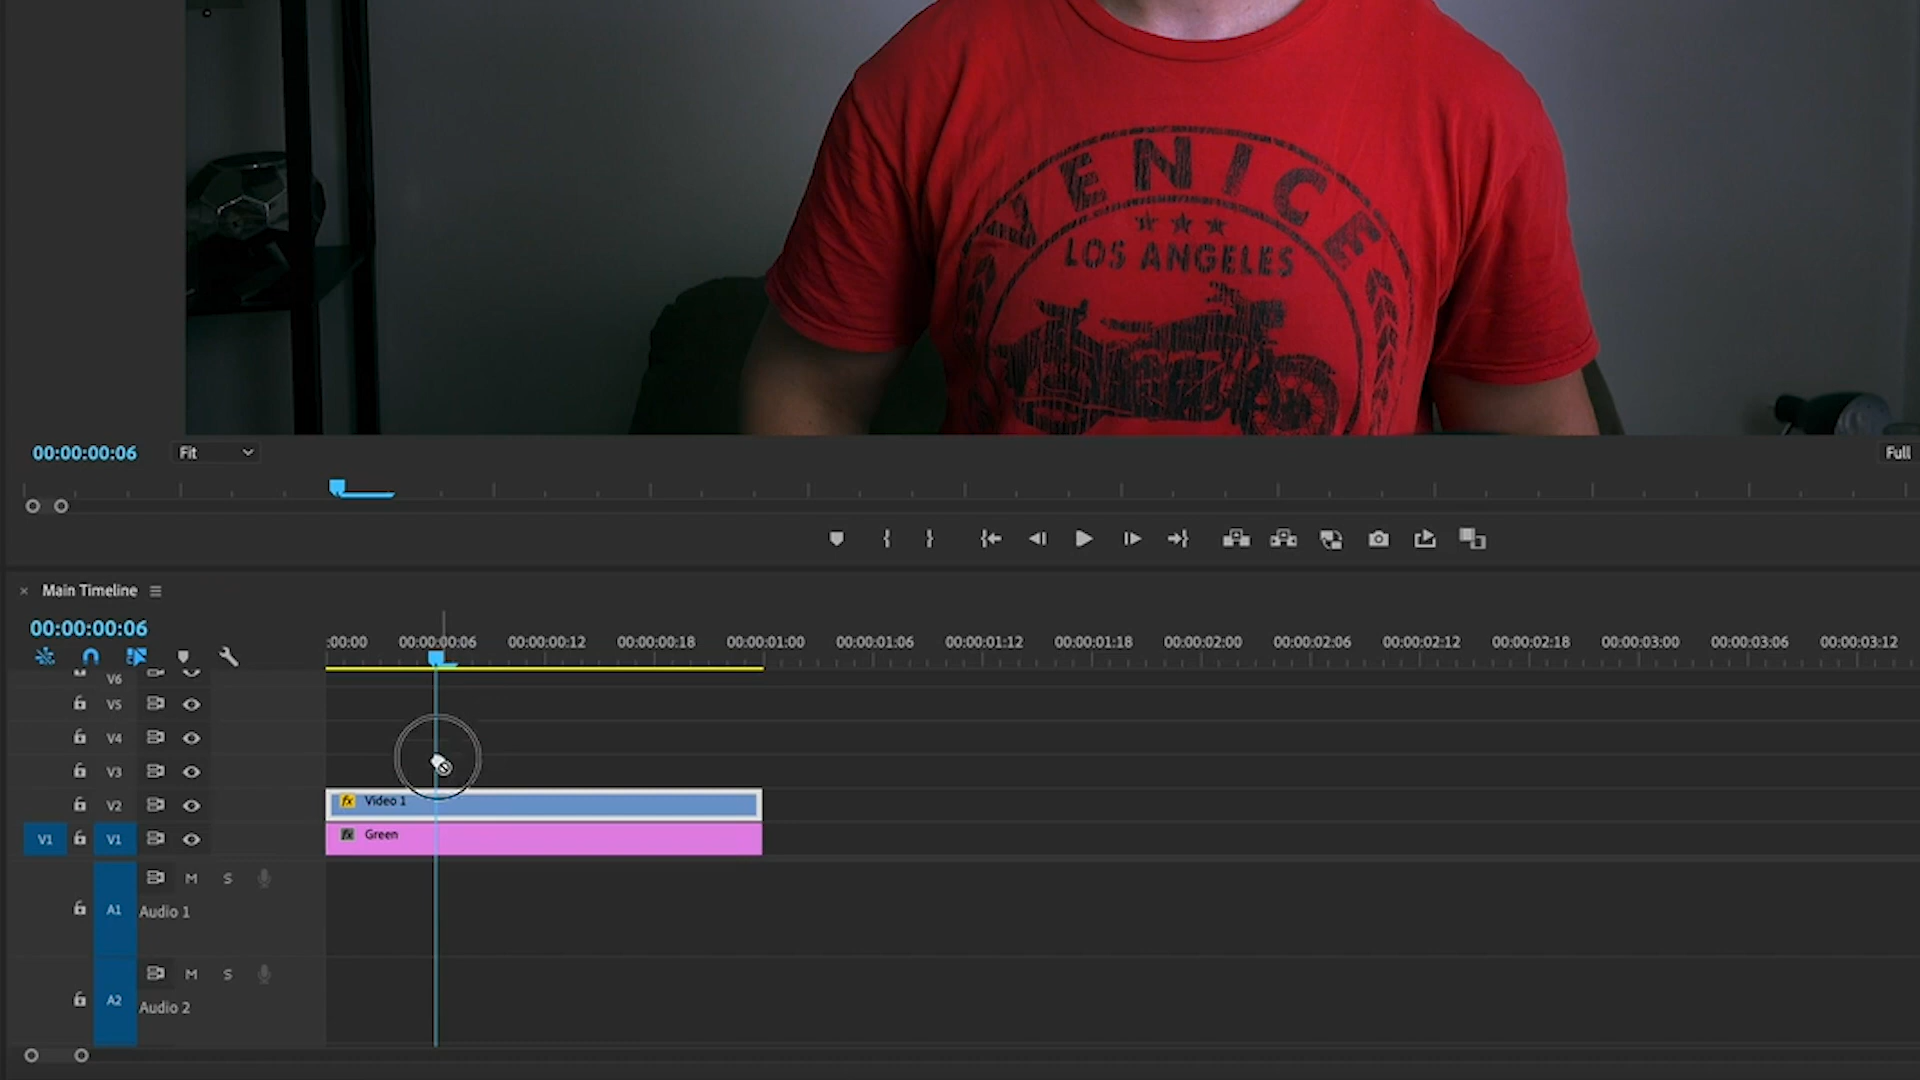 VENICE
LOS ANGELES
00:00:00:06
Fit
Full
Main Timeline
00:00:00:06
:00:00 00:00:00:06 00:00:00:12 00:00:00:18 00:00:01:00 00:00:01:06 00:00:01:12 00:00:01:18 00:00:02:00 00:00:02:06 00:00:02:12 00:00:02:18 00:00:03:00 00:00:03:06 00:00:03:12
V6
V5
V4
V3
V2 fx Video 1
V1 V1 fx Green
M S
A1 Audio 1
M S
A2 Audio 2